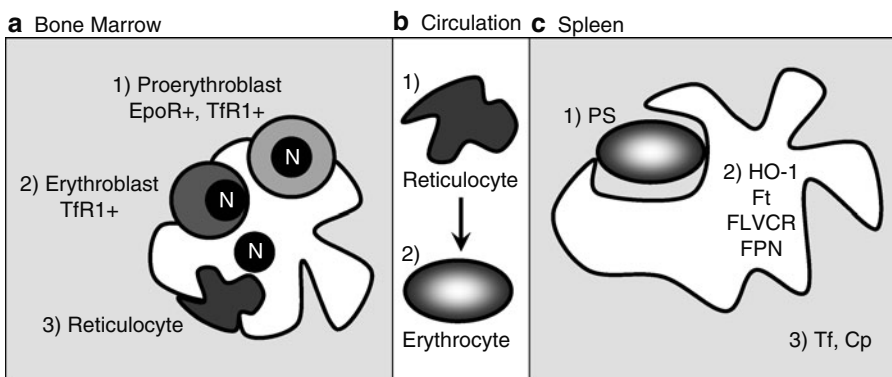 a Bone Marrow
1) Proerythroblast
EpoR+, TfR1+
N
2) Erythroblast
TfR1+
N
N
3) Reticulocyte
b Circulation
1)
Reticulocyte
2)
Erythrocyte
c Spleen
1) PS
2) HO-1
Ft
FLVCR
FPN
3) Tf, Cp